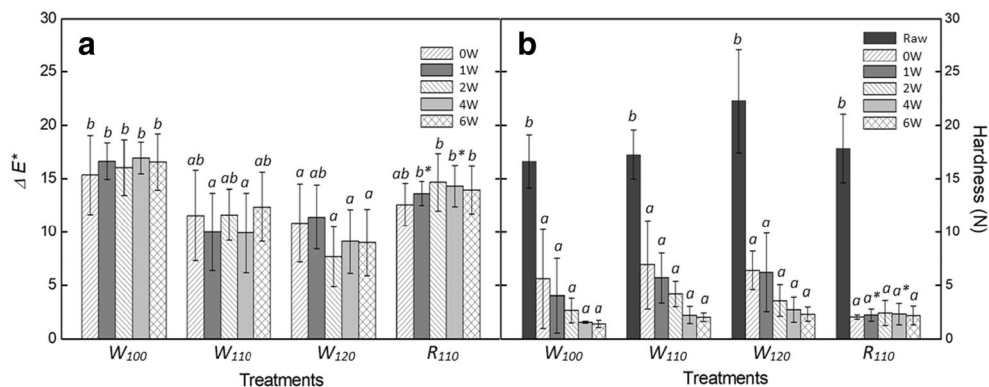 a
30
25
20
15
10
5
0
ΔE*
0W
1W
2W
4W
6W
b b b b b
ab a ab a ab
a ab a a a
ab b* b b* b
W100 W110 W120 R110
Treatments
b
Raw
0W
1W
2W
4W
6W
b a a a a a
b a a a a a
b a a a a a
b a a* a a* a
W100 W110 W120 R110
Treatments
30
25
20
15
10
5
0
Hardness (N)